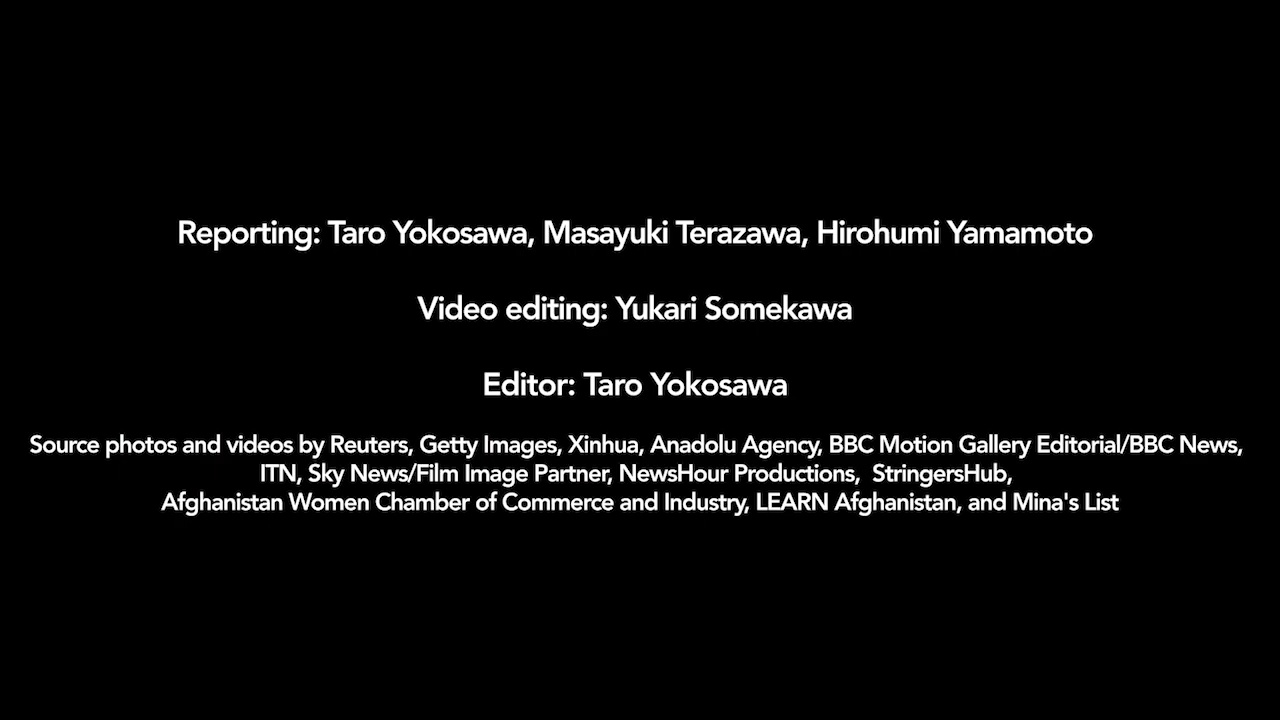 Reporting: Taro Yokosawa, Masayuki Terazawa, Hirohumi Yamamoto
Video editing: Yukari Somekawa
Editor: Taro Yokosawa
Source photos and videos by Reuters, Getty Images, Xinhua, Anadolu Agency, BBC Motion Gallery Editorial/BBC News,
ITN, Sky News/Film Image Partner, NewsHour Productions,  StringersHub,
Afghanistan Women Chamber of Commerce and Industry, LEARN Afghanistan, and Mina's List